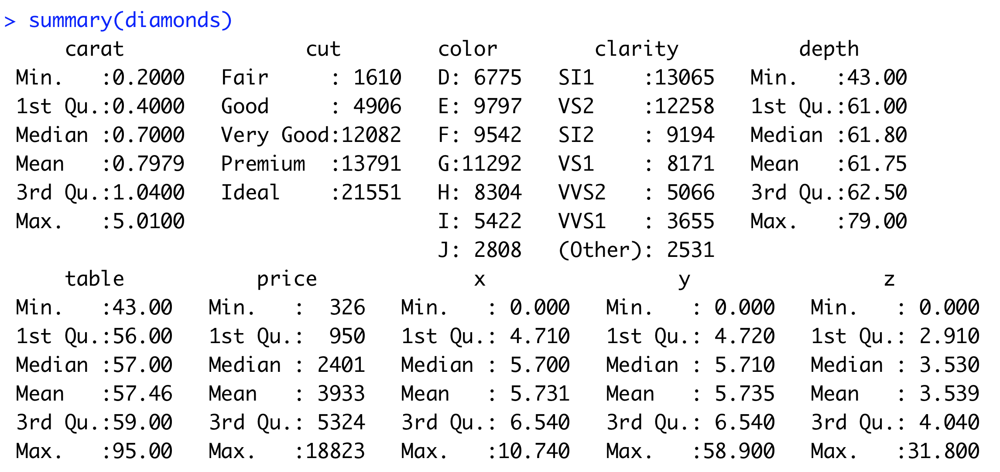 > summary(diamonds)
     carat               cut        color        clarity          depth
 Min.   :0.2000   Fair     : 1610   D: 6775   SI1    :13065   Min.   :43.00
 1st Qu.:0.4000   Good     : 4906   E: 9797   VS2    :12258   1st Qu.:61.00
 Median :0.7000   Very Good:12082   F: 9542   SI2    : 9194   Median :61.80
 Mean   :0.7979   Premium  :13791   G:11292   VS1    : 8171   Mean   :61.75
 3rd Qu.:1.0400   Ideal    :21551   H: 8304   VVS2   : 5066   3rd Qu.:62.50
 Max.   :5.0100                     I: 5422   VVS1   : 3655   Max.   :79.00
                                    J: 2808   (Other): 2531
     table           price             x                y                z
 Min.   :43.00   Min.   :  326   Min.   : 0.000   Min.   : 0.000   Min.   : 0.000
 1st Qu.:56.00   1st Qu.:  950   1st Qu.: 4.710   1st Qu.: 4.720   1st Qu.: 2.910
 Median :57.00   Median : 2401   Median : 5.700   Median : 5.710   Median : 3.530
 Mean   :57.46   Mean   : 3933   Mean   : 5.731   Mean   : 5.735   Mean   : 3.539
 3rd Qu.:59.00   3rd Qu.: 5324   3rd Qu.: 6.540   3rd Qu.: 6.540   3rd Qu.: 4.040
 Max.   :95.00   Max.   :18823   Max.   :10.740   Max.   :58.900   Max.   :31.800